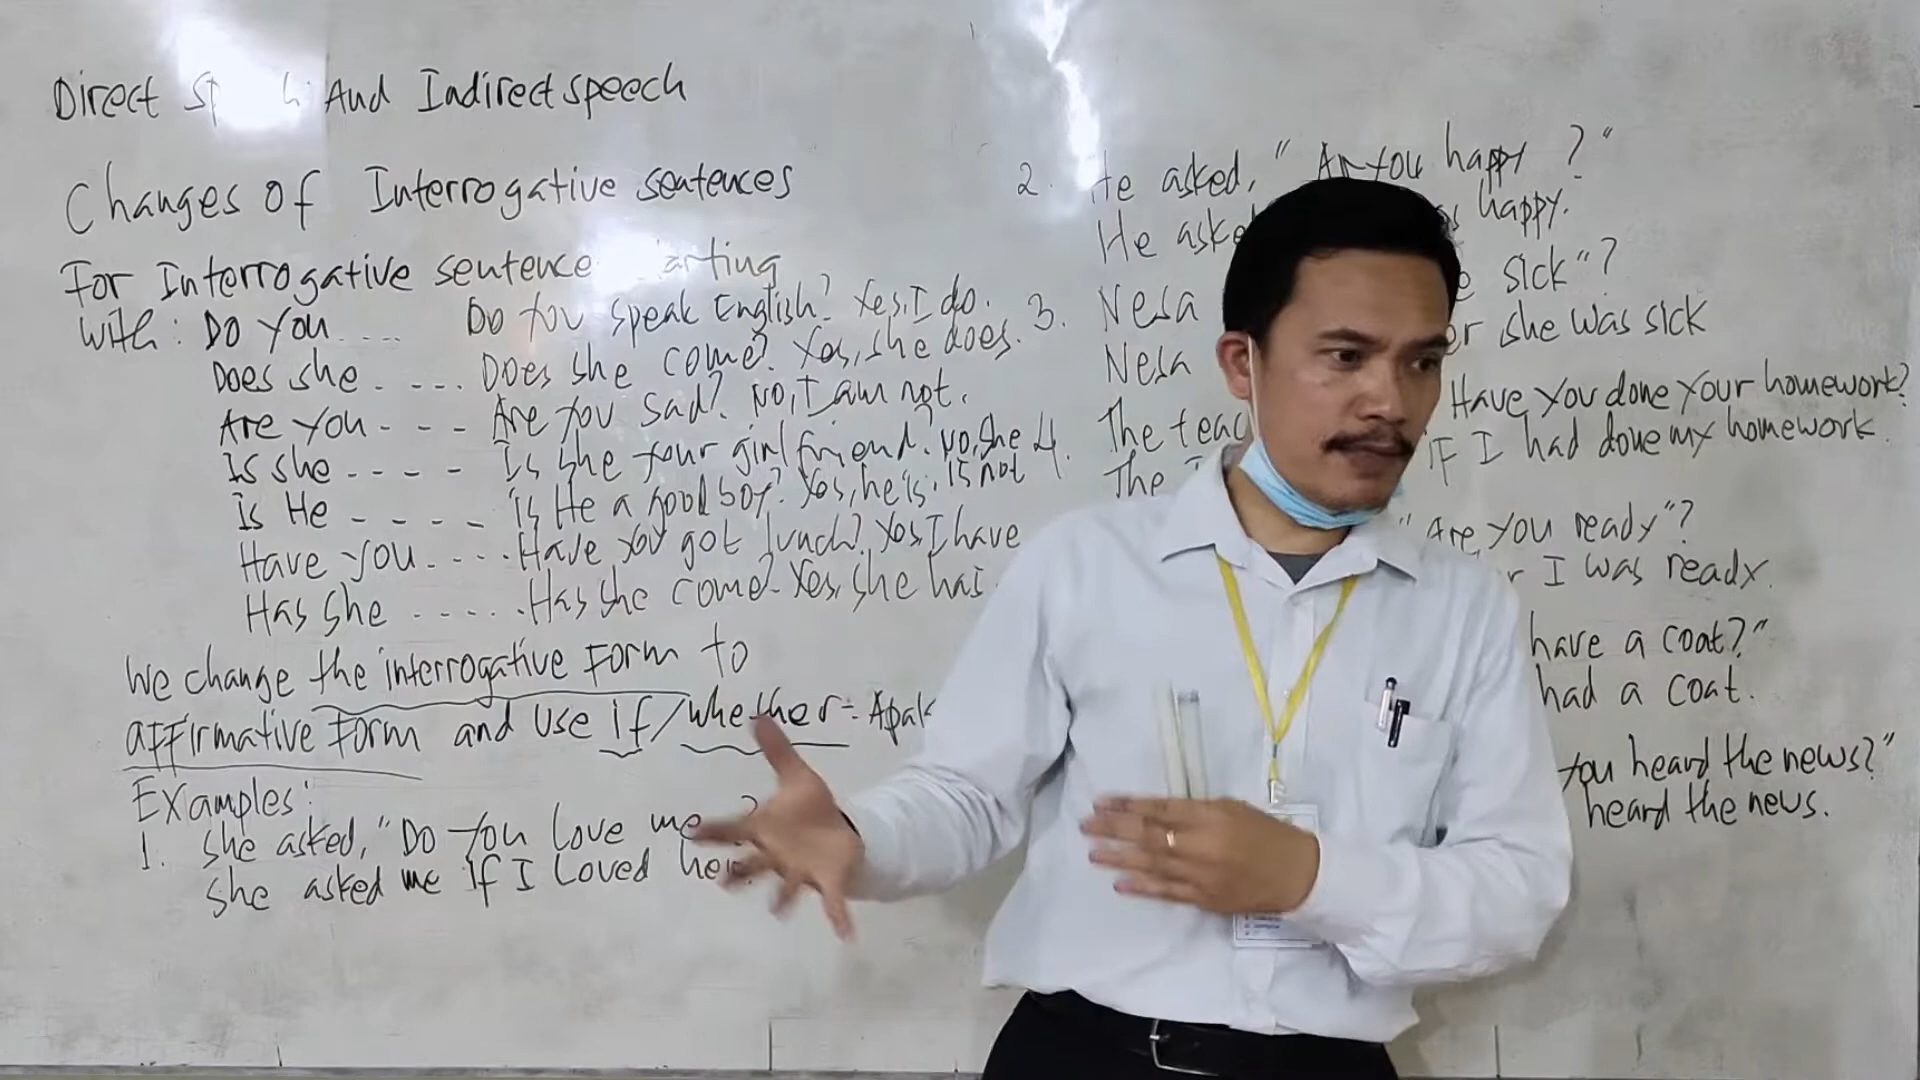 Direct And Indirect speech
Changes Of Interrogative sentences
For Interrogative sentence
With: Do You .... Do You speak English? Yes, I do.
Does she .... Does she come? Yes, she does.
Are You - - - Are You sad? No, I am not.
Is she - - - - Is she your girlfriend? No, she is not
Is He - - - - Is He a good boy? Yes, he is.
Have you .... Have you got lunch? Yes, I have
Has She ..... Has she come? Yes, she has
We change the interrogative Form to
affirmative Form and use if/whether =
Examples:
1. She asked, "Do You Love me ?
She asked me if I Loved her.
2. He asked, " You happy ?"
He happy.
3. Nesa sick"?
Nesa she was sick
4. The Have you done your homework?
The if I had done my homework.
"Are you ready"?
I was ready.
have a coat?"
had a coat.
you heard the news?"
heard the news.